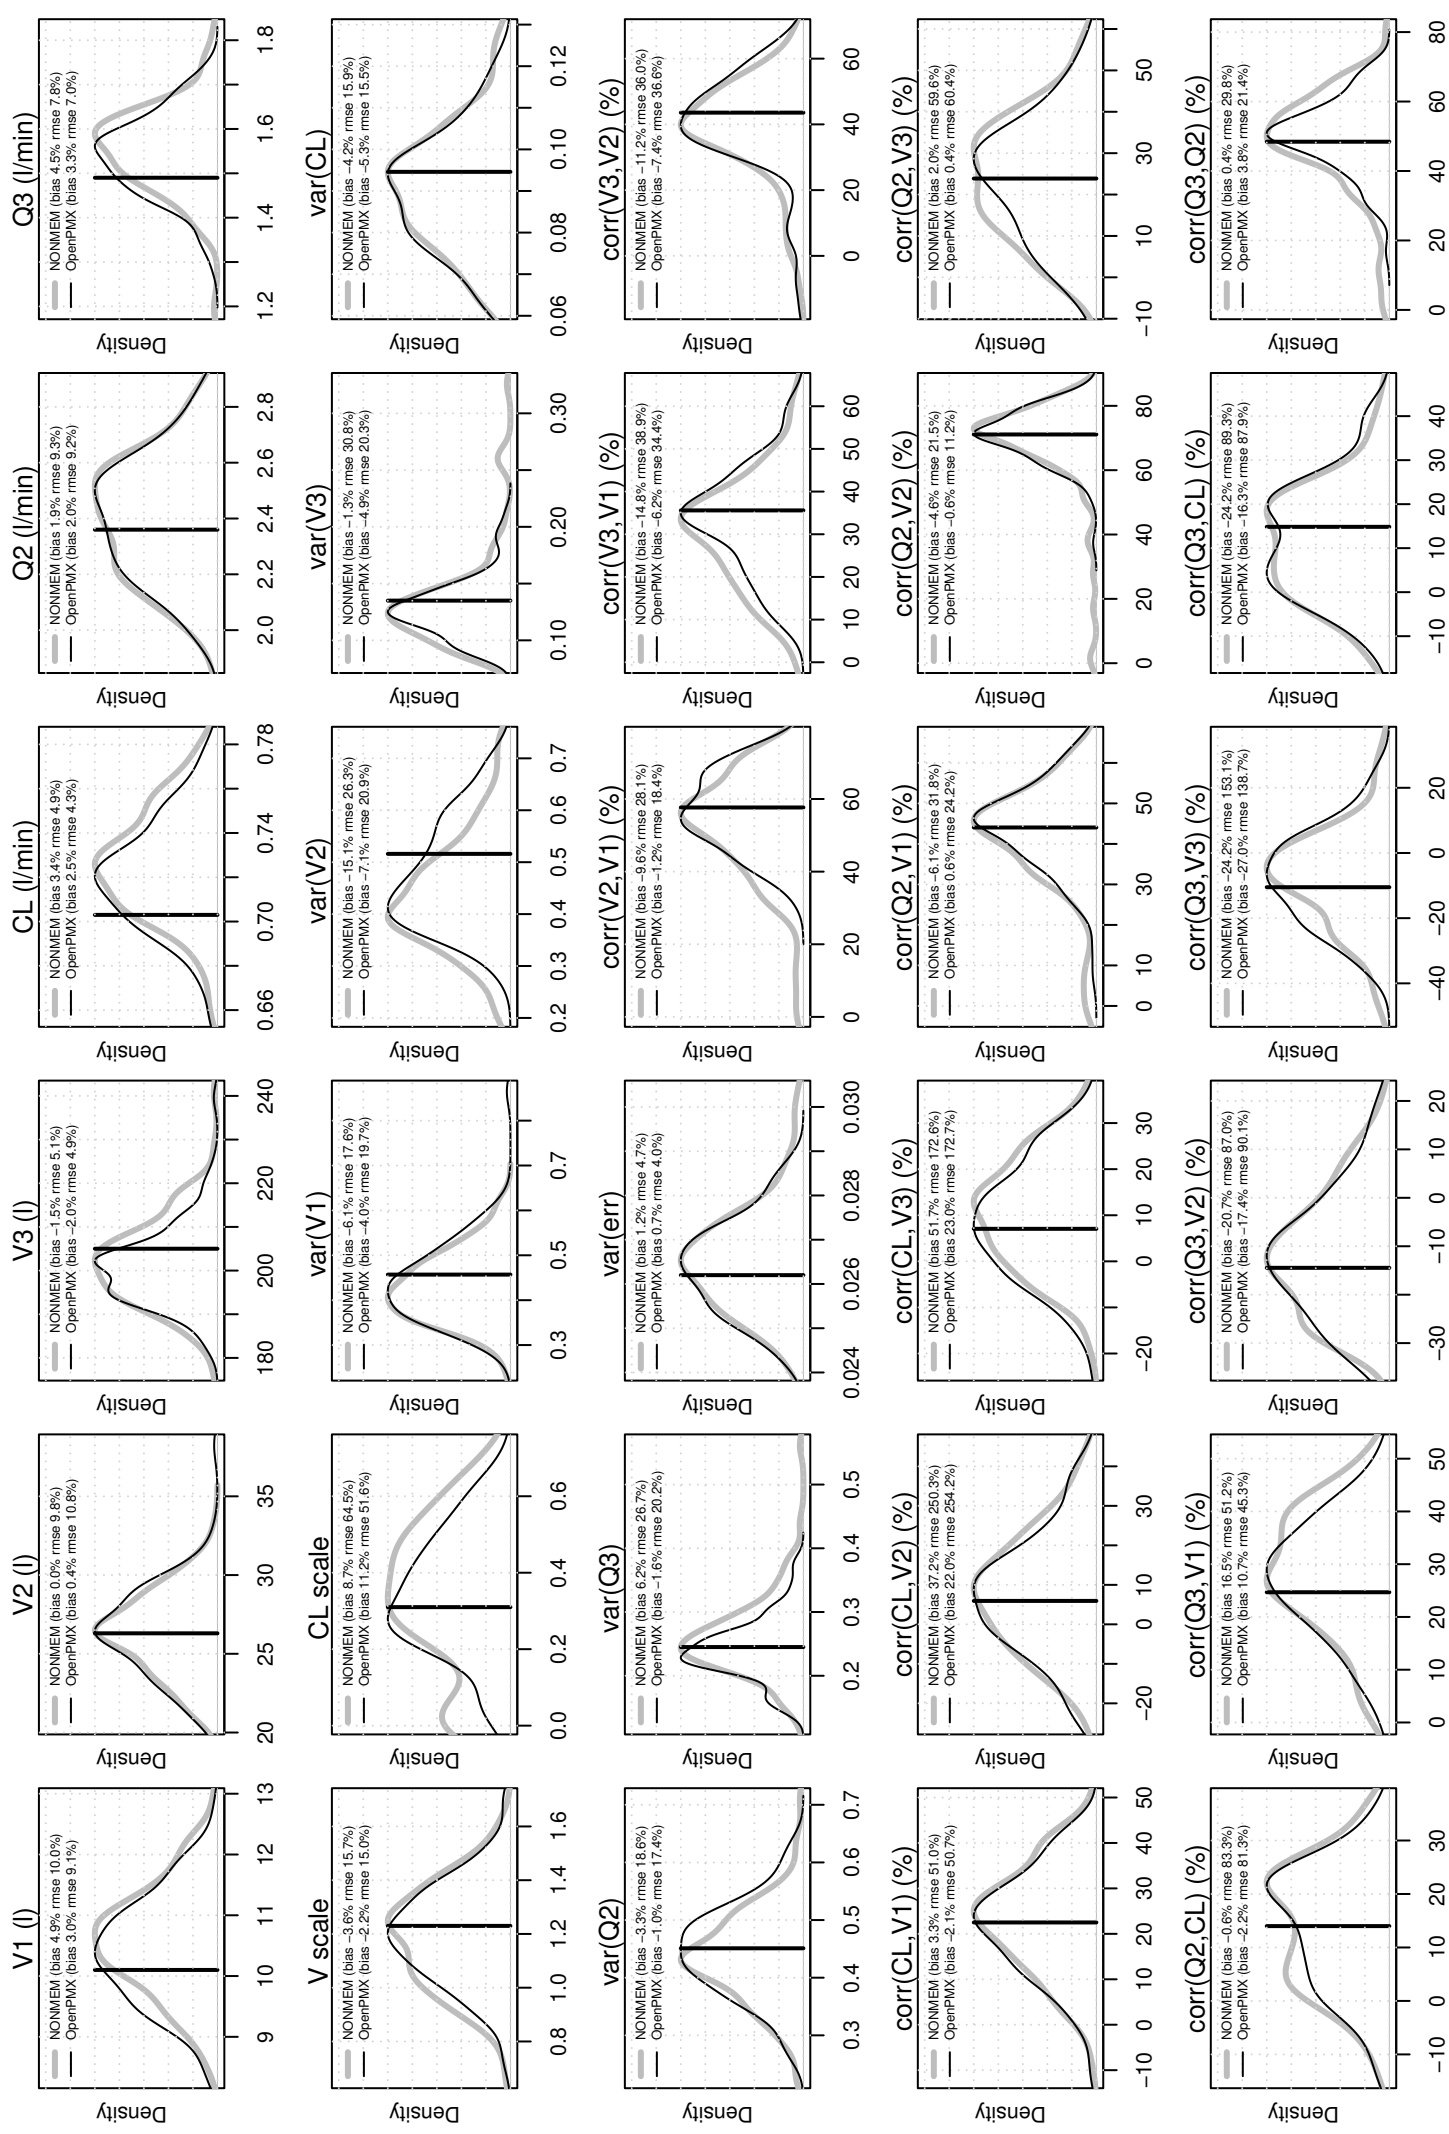 V1 (l)
NONMEM (bias 4.9% rmse 10.0%)
OpenPMX (bias 3.0% rmse 9.1%)
Density
9 10 11 12 13
V2 (l)
NONMEM (bias 0.0% rmse 9.8%)
OpenPMX (bias 0.4% rmse 10.8%)
Density
20 25 30 35
V3 (l)
NONMEM (bias −1.5% rmse 5.1%)
OpenPMX (bias −2.0% rmse 4.9%)
Density
180 200 220 240
CL (l/min)
NONMEM (bias 3.4% rmse 4.9%)
OpenPMX (bias 2.5% rmse 4.3%)
Density
0.66 0.70 0.74 0.78
Q2 (l/min)
NONMEM (bias 1.9% rmse 9.3%)
OpenPMX (bias 2.0% rmse 9.2%)
Density
2.0 2.2 2.4 2.6 2.8
Q3 (l/min)
NONMEM (bias 4.5% rmse 7.8%)
OpenPMX (bias 3.3% rmse 7.0%)
Density
1.2 1.4 1.6 1.8
V scale
NONMEM (bias −3.6% rmse 15.7%)
OpenPMX (bias −2.2% rmse 15.0%)
Density
0.8 1.0 1.2 1.4 1.6
CL scale
NONMEM (bias 8.7% rmse 64.5%)
OpenPMX (bias 11.2% rmse 51.6%)
Density
0.0 0.2 0.4 0.6
var(V1)
NONMEM (bias −6.1% rmse 17.6%)
OpenPMX (bias −4.0% rmse 19.7%)
Density
0.3 0.5 0.7
var(V2)
NONMEM (bias −15.1% rmse 26.3%)
OpenPMX (bias −7.1% rmse 20.9%)
Density
0.2 0.3 0.4 0.5 0.6 0.7
var(V3)
NONMEM (bias −1.3% rmse 30.8%)
OpenPMX (bias −4.9% rmse 20.3%)
Density
0.10 0.20 0.30
var(CL)
NONMEM (bias −4.2% rmse 15.9%)
OpenPMX (bias −5.3% rmse 15.5%)
Density
0.06 0.08 0.10 0.12
var(Q2)
NONMEM (bias −3.3% rmse 18.6%)
OpenPMX (bias −1.0% rmse 17.4%)
Density
0.3 0.4 0.5 0.6 0.7
var(Q3)
NONMEM (bias 6.2% rmse 26.7%)
OpenPMX (bias −1.6% rmse 20.2%)
Density
0.2 0.3 0.4 0.5
var(err)
NONMEM (bias 1.2% rmse 4.7%)
OpenPMX (bias 0.7% rmse 4.0%)
Density
0.024 0.026 0.028 0.030
corr(V2,V1) (%)
NONMEM (bias −9.6% rmse 28.1%)
OpenPMX (bias −1.2% rmse 18.4%)
Density
0 20 40 60
corr(V3,V1) (%)
NONMEM (bias −14.8% rmse 38.9%)
OpenPMX (bias −6.2% rmse 34.4%)
Density
0 10 20 30 40 50 60
corr(V3,V2) (%)
NONMEM (bias −11.2% rmse 36.0%)
OpenPMX (bias −7.4% rmse 36.6%)
Density
0 20 40 60
corr(CL,V1) (%)
NONMEM (bias 3.3% rmse 51.0%)
OpenPMX (bias −2.1% rmse 50.7%)
Density
−10 0 10 20 30 40 50
corr(CL,V2) (%)
NONMEM (bias 37.2% rmse 250.3%)
OpenPMX (bias 22.0% rmse 254.2%)
Density
−20 0 10 30
corr(CL,V3) (%)
NONMEM (bias 51.7% rmse 172.6%)
OpenPMX (bias 23.0% rmse 172.7%)
Density
−20 0 10 20 30
corr(Q2,V1) (%)
NONMEM (bias −6.1% rmse 31.8%)
OpenPMX (bias 0.6% rmse 24.2%)
Density
0 10 30 50
corr(Q2,V2) (%)
NONMEM (bias −4.6% rmse 21.5%)
OpenPMX (bias −0.6% rmse 11.2%)
Density
0 20 40 60 80
corr(Q2,V3) (%)
NONMEM (bias 2.0% rmse 59.6%)
OpenPMX (bias 0.4% rmse 60.4%)
Density
−10 10 30 50
corr(Q2,CL) (%)
NONMEM (bias −0.6% rmse 83.3%)
OpenPMX (bias −2.2% rmse 81.3%)
Density
−10 0 10 20 30
corr(Q3,V1) (%)
NONMEM (bias 16.5% rmse 51.2%)
OpenPMX (bias 10.7% rmse 45.3%)
Density
0 10 20 30 40 50
corr(Q3,V2) (%)
NONMEM (bias −20.7% rmse 87.0%)
OpenPMX (bias −17.4% rmse 90.1%)
Density
−30 −10 0 10 20
corr(Q3,V3) (%)
NONMEM (bias −24.2% rmse 153.1%)
OpenPMX (bias −27.0% rmse 138.7%)
Density
−40 −20 0 20
corr(Q3,CL) (%)
NONMEM (bias −24.2% rmse 89.3%)
OpenPMX (bias −16.3% rmse 87.9%)
Density
−10 0 10 20 30 40
corr(Q3,Q2) (%)
NONMEM (bias 0.4% rmse 29.8%)
OpenPMX (bias 3.8% rmse 21.4%)
Density
0 20 40 60 80